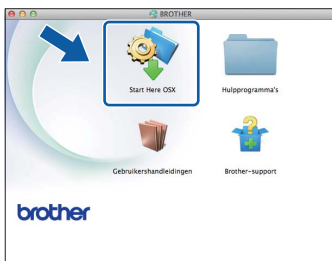 BROTHER
Start Here OSX
Hulpprogramma's
Gebruikershandleidingen
Brother-support
brother